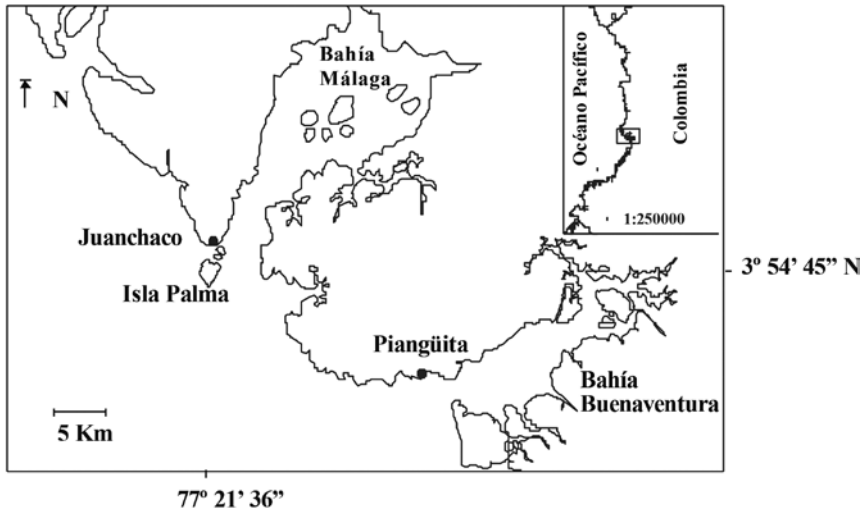 Bahía
Málaga
N
Océano Pacífico
Colombia
1:250000
Juanchaco
Isla Palma
3º 54’ 45” N
Piangüita
Bahía
Buenaventura
5 Km
77º 21’ 36”